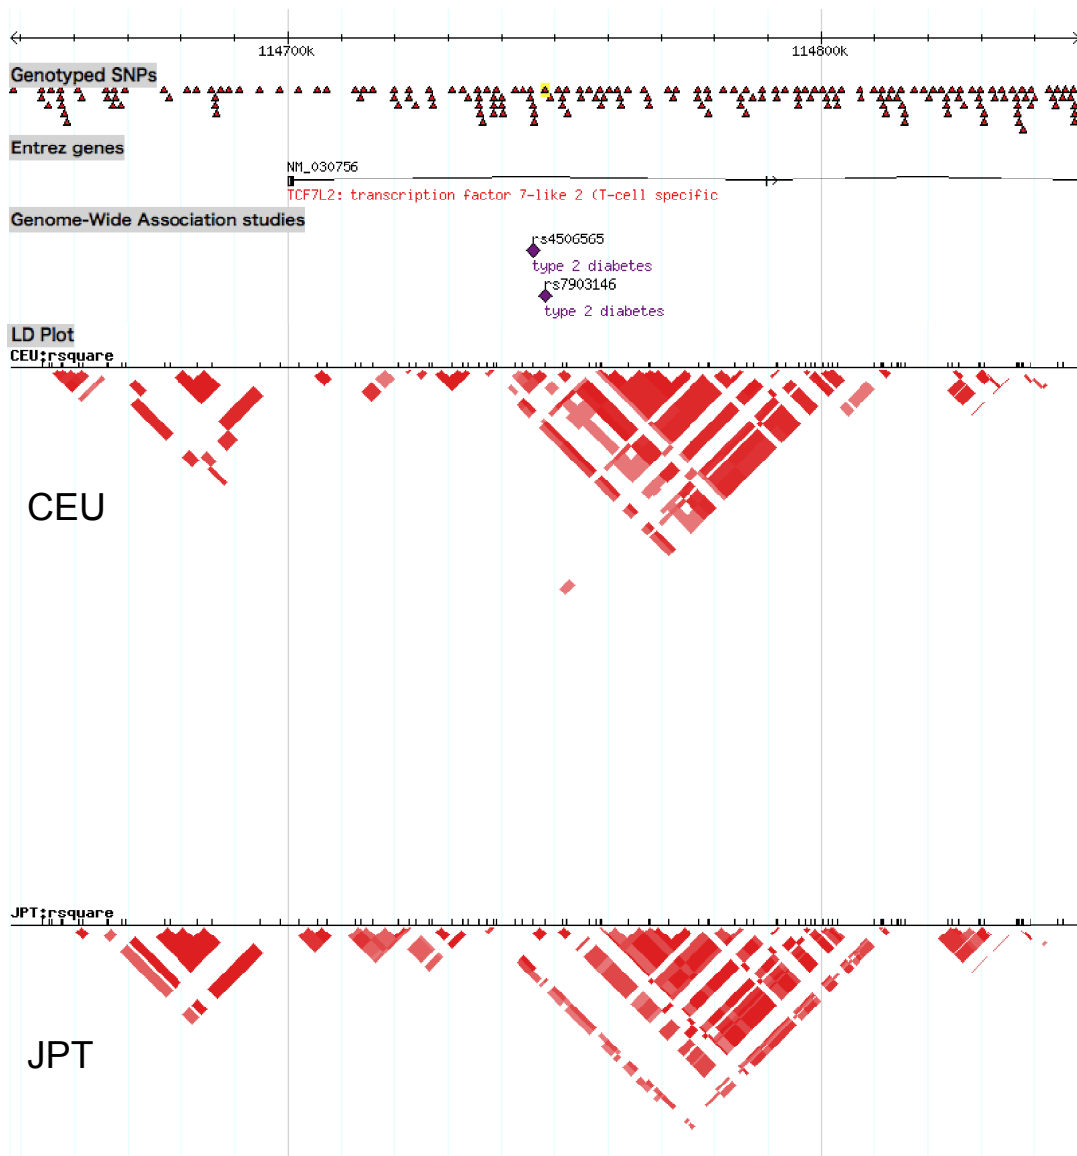 114700k 114800k
Genotyped SNPs
Entrez genes
NM_030756
TCF7L2: transcription factor 7-like 2 (T-cell specific
Genome-Wide Association studies
rs4506565
type 2 diabetes
rs7903146
type 2 diabetes
LD Plot
CEU:rsquare
CEU
JPT:rsquare
JPT